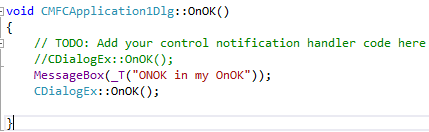 void CMFCApplication1Dlg::OnOK()
{
// TODO: Add your control notification handler code here
//CDialogEx::OnOK();
MessageBox(_T("ONOK in my OnOK"));
CDialogEx::OnOK();
}